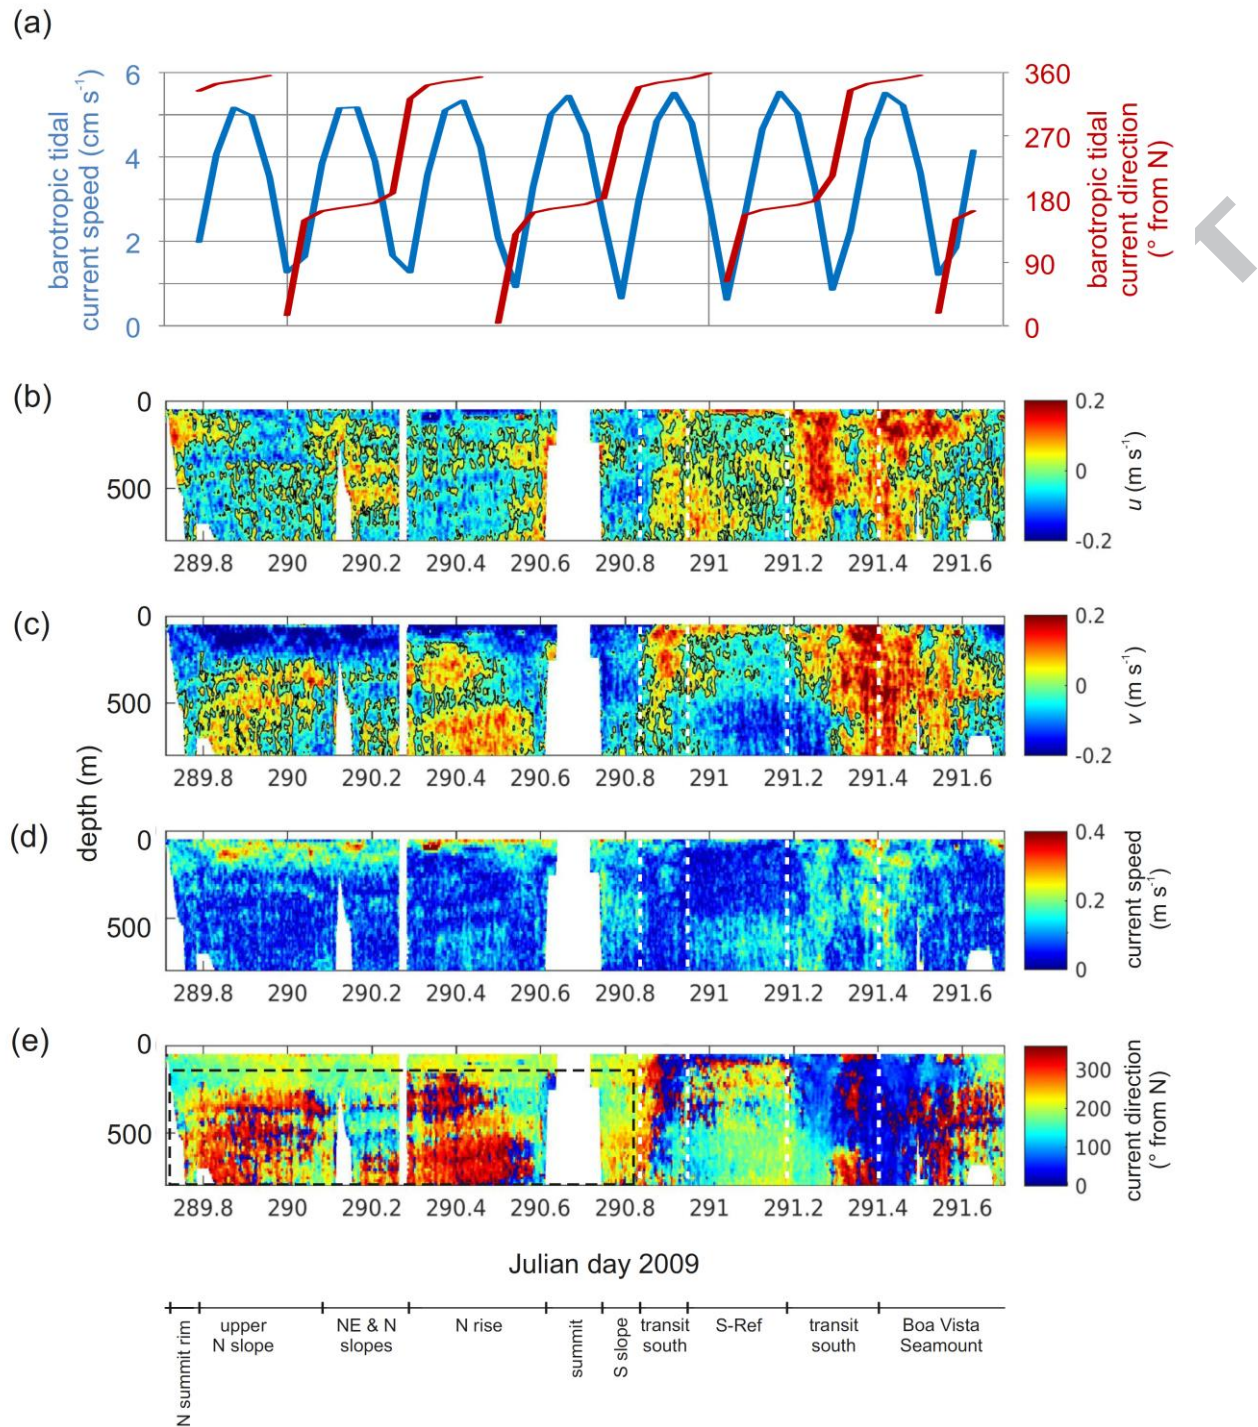 (a)
barotropic tidal
current speed (cm s⁻¹)
6
4
2
0
360
270
180
90
0
barotropic tidal
current direction
(° from N)
(b)
0
500
289.8 290 290.2 290.4 290.6 290.8 291 291.2 291.4 291.6
0.2
0
-0.2
u (m s⁻¹)
(c)
0
500
289.8 290 290.2 290.4 290.6 290.8 291 291.2 291.4 291.6
0.2
0
-0.2
v (m s⁻¹)
depth (m)
(d)
0
500
289.8 290 290.2 290.4 290.6 290.8 291 291.2 291.4 291.6
0.4
0.2
0
current speed
(m s⁻¹)
(e)
0
500
289.8 290 290.2 290.4 290.6 290.8 291 291.2 291.4 291.6
300
200
100
0
current direction
(° from N)
Julian day 2009
N summit rim
upper
N slope
NE & N
slopes
N rise
summit
S slope
transit
south
S-Ref
transit
south
Boa Vista
Seamount